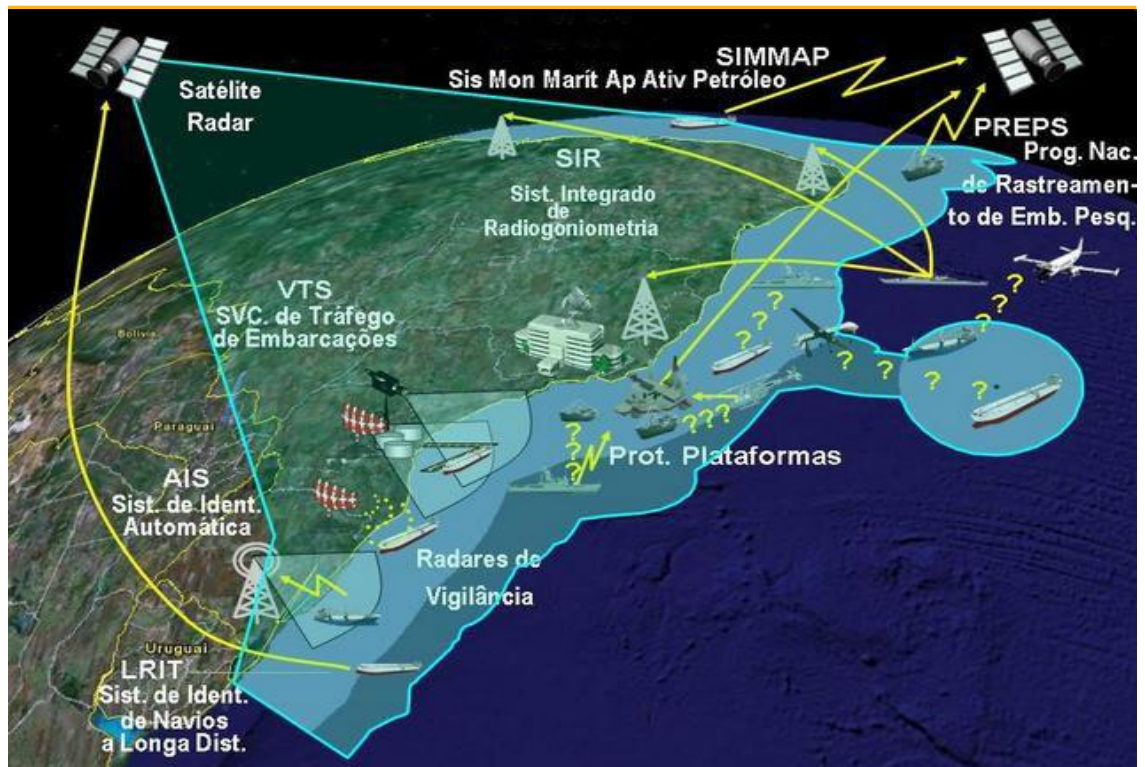 Satélite
Radar
SIMMAP
Sis Mon Marít Ap Ativ Petróleo
PREPS
Prog. Nac.
de Rastreamen-
to de Emb. Pesq.
SIR
Sist. Integrado
de
Radiogoniometria
VTS
SVC. de Tráfego
de Embarcações
Bolívia
Paraguai
? ? ?
? ? ?
? ? ? ?
???
?
?
?
Prot. Plataformas
AIS
Sist. de Ident.
Automática
Radares de
Vigilância
Uruguai
LRIT
Sist. de Ident.
de Navios
a Longa Dist.